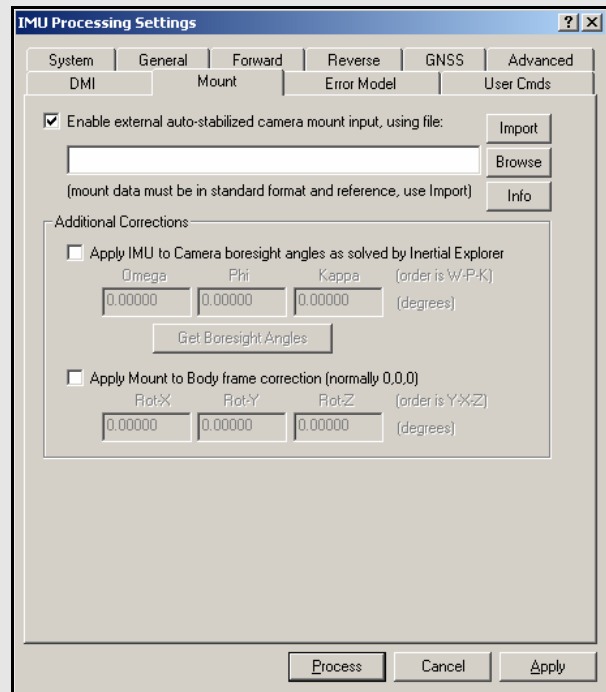 IMU Processing Settings
System General Forward Reverse GNSS Advanced
DMI Mount Error Model User Cmds
Enable external auto-stabilized camera mount input, using file: Import
Browse
(mount data must be in standard format and reference, use Import) Info
Additional Corrections
Apply IMU to Camera boresight angles as solved by Inertial Explorer
Omega Phi Kappa (order is W-P-K)
0.00000 0.00000 0.00000 (degrees)
Get Boresight Angles
Apply Mount to Body frame correction (normally 0,0,0)
Rot-X Rot-Y Rot-Z (order is Y-X-Z)
0.00000 0.00000 0.00000 (degrees)
Process Cancel Apply